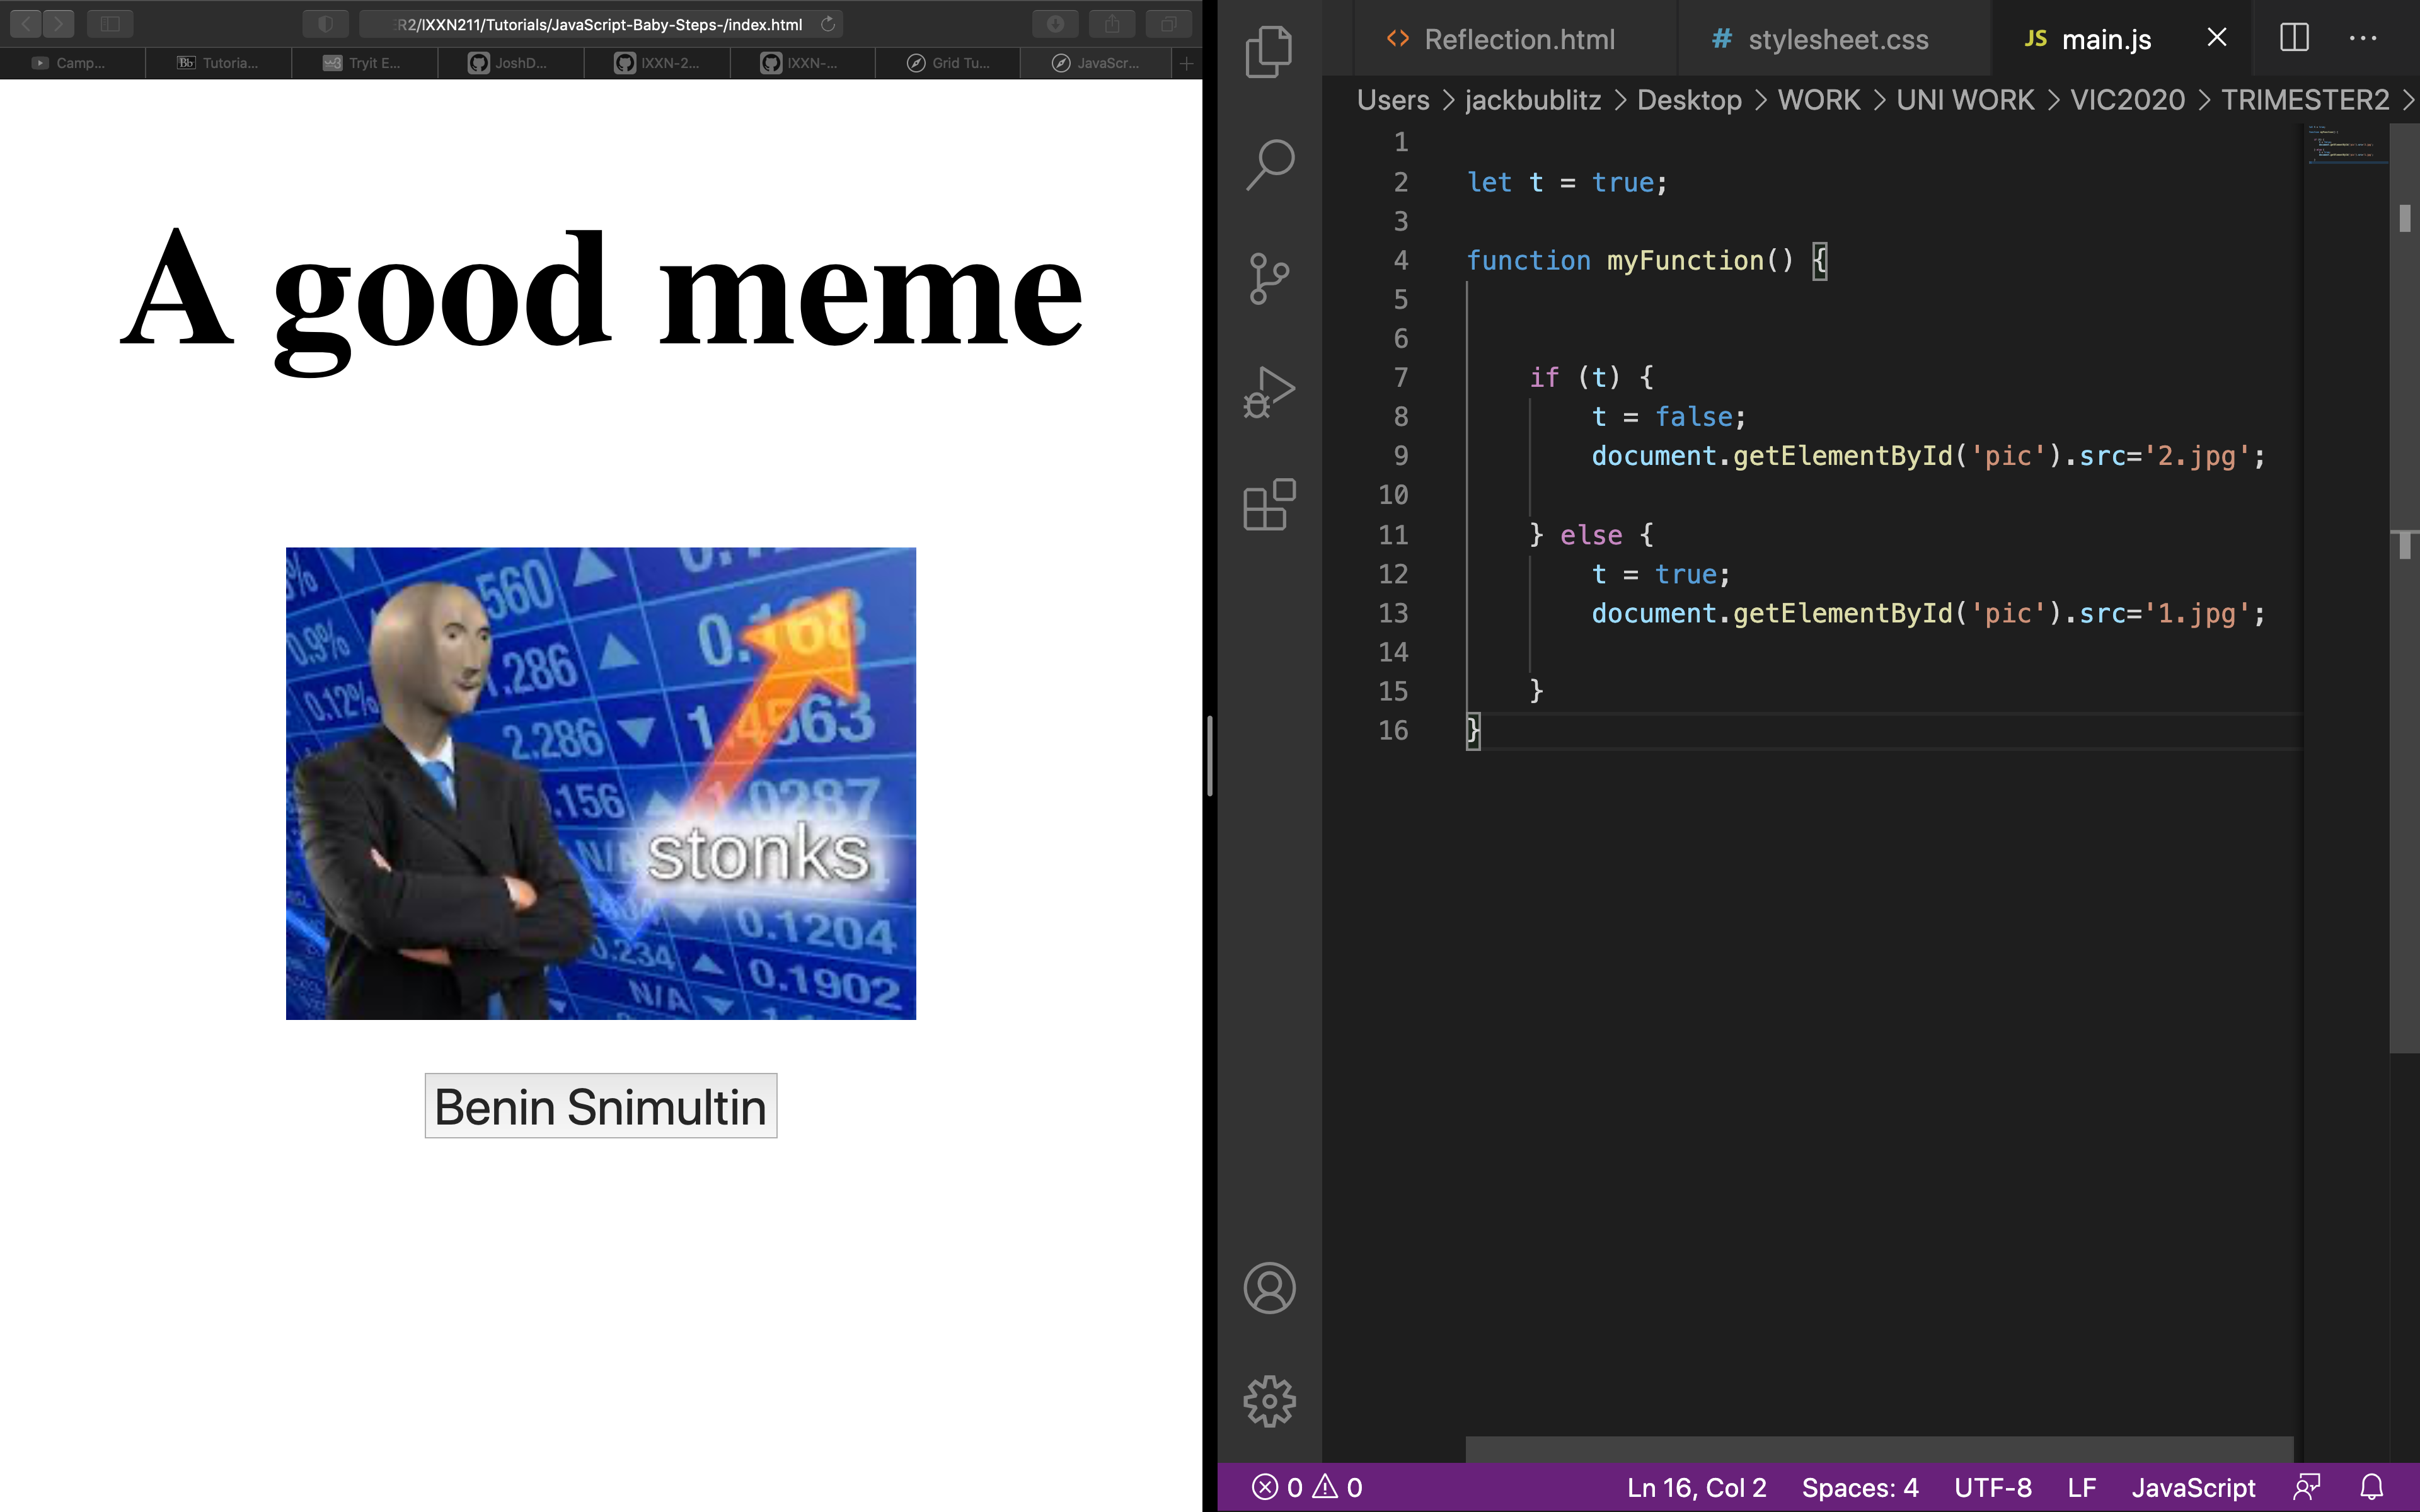 R2/IXXN211/Tutorials/JavaScript-Baby-Steps-/index.html
Camp...
Bb Tutoria...
Tryit E...
JoshD...
IXXN-2...
IXXN-...
Grid Tu...
JavaScr...
A good meme
560
0.9%
0.168
.286
0.12%
2.286
1.4563
.156
1.0287
stonks
N/A
0.1204
0.234
0.1902
N/A
Benin Snimultin
Reflection.html
# stylesheet.css
JS main.js
Users > jackbublitz > Desktop > WORK > UNI WORK > VIC2020 > TRIMESTER2 >
1
2 let t = true;
3
4 function myFunction() {
5
6
7 if (t) {
8 t = false;
9 document.getElementById('pic').src='2.jpg';
10
11 } else {
12 t = true;
13 document.getElementById('pic').src='1.jpg';
14
15 }
16 }
0 0 Ln 16, Col 2 Spaces: 4 UTF-8 LF JavaScript